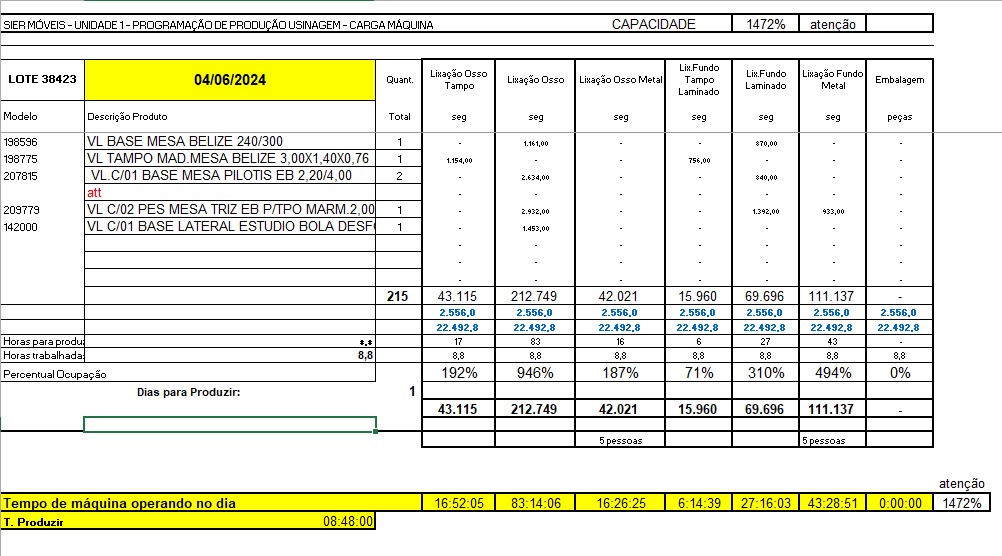 SIER MÓVEIS - UNIDADE 1 - PROGRAMAÇÃO DE PRODUÇÃO USINAGEM - CARGA MÁQUINA CAPACIDADE 1472% atenção
LOTE 38423 04/06/2024 Quant. Lixação Osso Tampo Lixação Osso Lixação Osso Metal Lix.Fundo Tampo Laminado Lix.Fundo Laminado Lixação Fundo Metal Embalagem
Modelo Descrição Produto Total seg seg seg seg seg seg peças
198596 VL BASE MESA BELIZE 240/300 1 - 1.161,00 - - 870,00 - -
198775 VL TAMPO MAD.MESA BELIZE 3,00X1,40X0,76 1 1.154,00 - - 756,00 - - -
207815 VL.C/01 BASE MESA PILOTIS EB 2,20/4,00 2 - 2.634,00 - - 840,00 - -
att - - - - - - -
209779 VL C/02 PES MESA TRIZ EB P/TPO MARM.2,00 1 - 2.932,00 - - 1.392,00 933,00 -
142000 VL C/01 BASE LATERAL ESTUDIO BOLA DESF 1 - 1.453,00 - - - - -
- - - - - - -
- - - - - - -
- - - - - - -
215 43.115 212.749 42.021 15.960 69.696 111.137 -
2.556,0 2.556,0 2.556,0 2.556,0 2.556,0 2.556,0 2.556,0
22.492,8 22.492,8 22.492,8 22.492,8 22.492,8 22.492,8 22.492,8
Horas para produz *.* 17 83 16 6 27 43 -
Horas trabalhadas 8,8 8,8 8,8 8,8 8,8 8,8 8,8 8,8
Percentual Ocupação 192% 946% 187% 71% 310% 494% 0%
Dias para Produzir: 1
43.115 212.749 42.021 15.960 69.696 111.137 -
5 pessoas 5 pessoas
atenção
Tempo de máquina operando no dia 16:52:05 83:14:06 16:26:25 6:14:39 27:16:03 43:28:51 0:00:00 1472%
T. Produzir 08:48:00